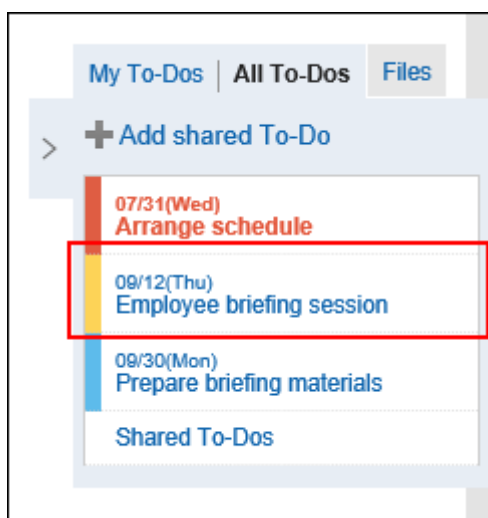 My To-Dos | All To-Dos Files
Add shared To-Do
07/31(Wed)
Arrange schedule
09/12(Thu)
Employee briefing session
09/30(Mon)
Prepare briefing materials
Shared To-Dos